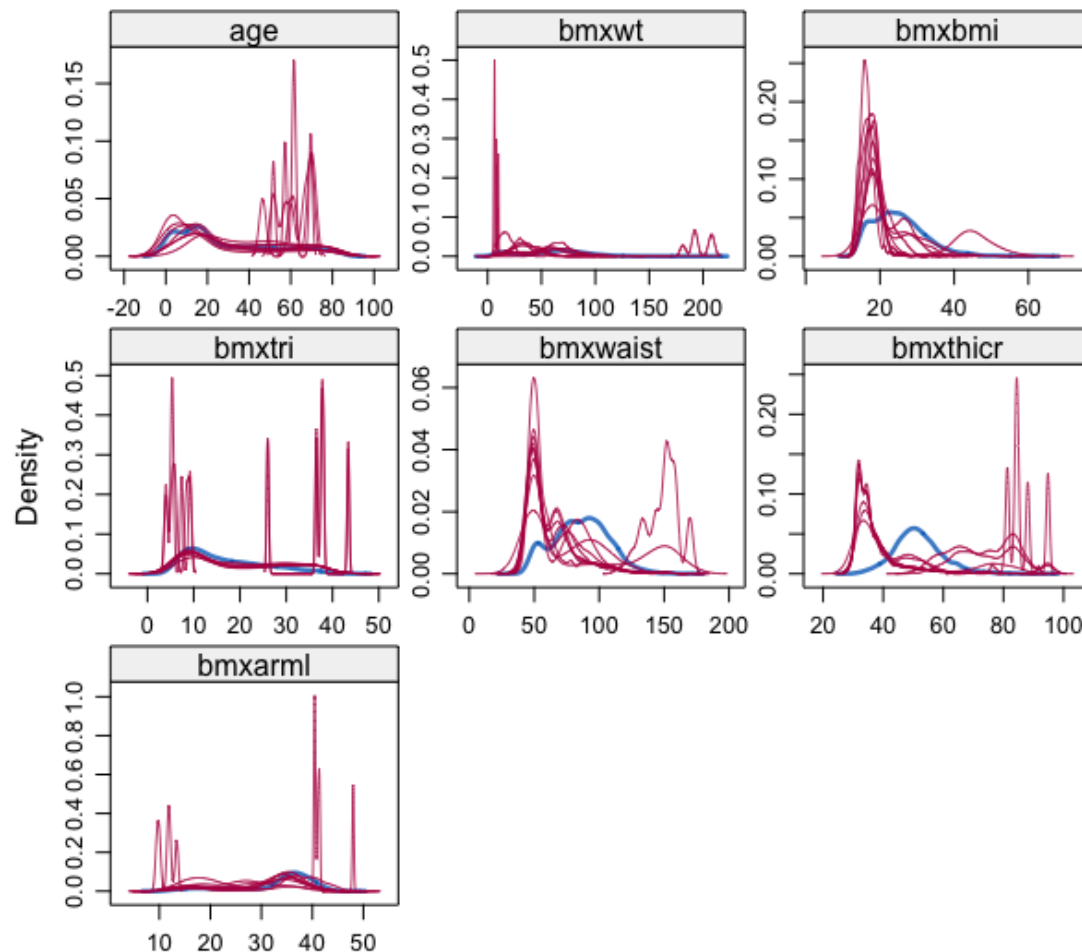 age
0.00 0.05 0.10 0.15
-20 0 20 40 60 80 100
bmxwt
0.0 0.1 0.2 0.3 0.4 0.5
0 50 100 150 200
bmxbmi
0.00 0.10 0.20
20 40 60
Density
bmxtri
0.0 0.1 0.2 0.3 0.4 0.5
0 10 20 30 40 50
bmxwaist
0.00 0.02 0.04 0.06
0 50 100 150 200
bmxthicr
0.00 0.10 0.20
20 40 60 80 100
bmxarml
0.0 0.2 0.4 0.6 0.8 1.0
10 20 30 40 50